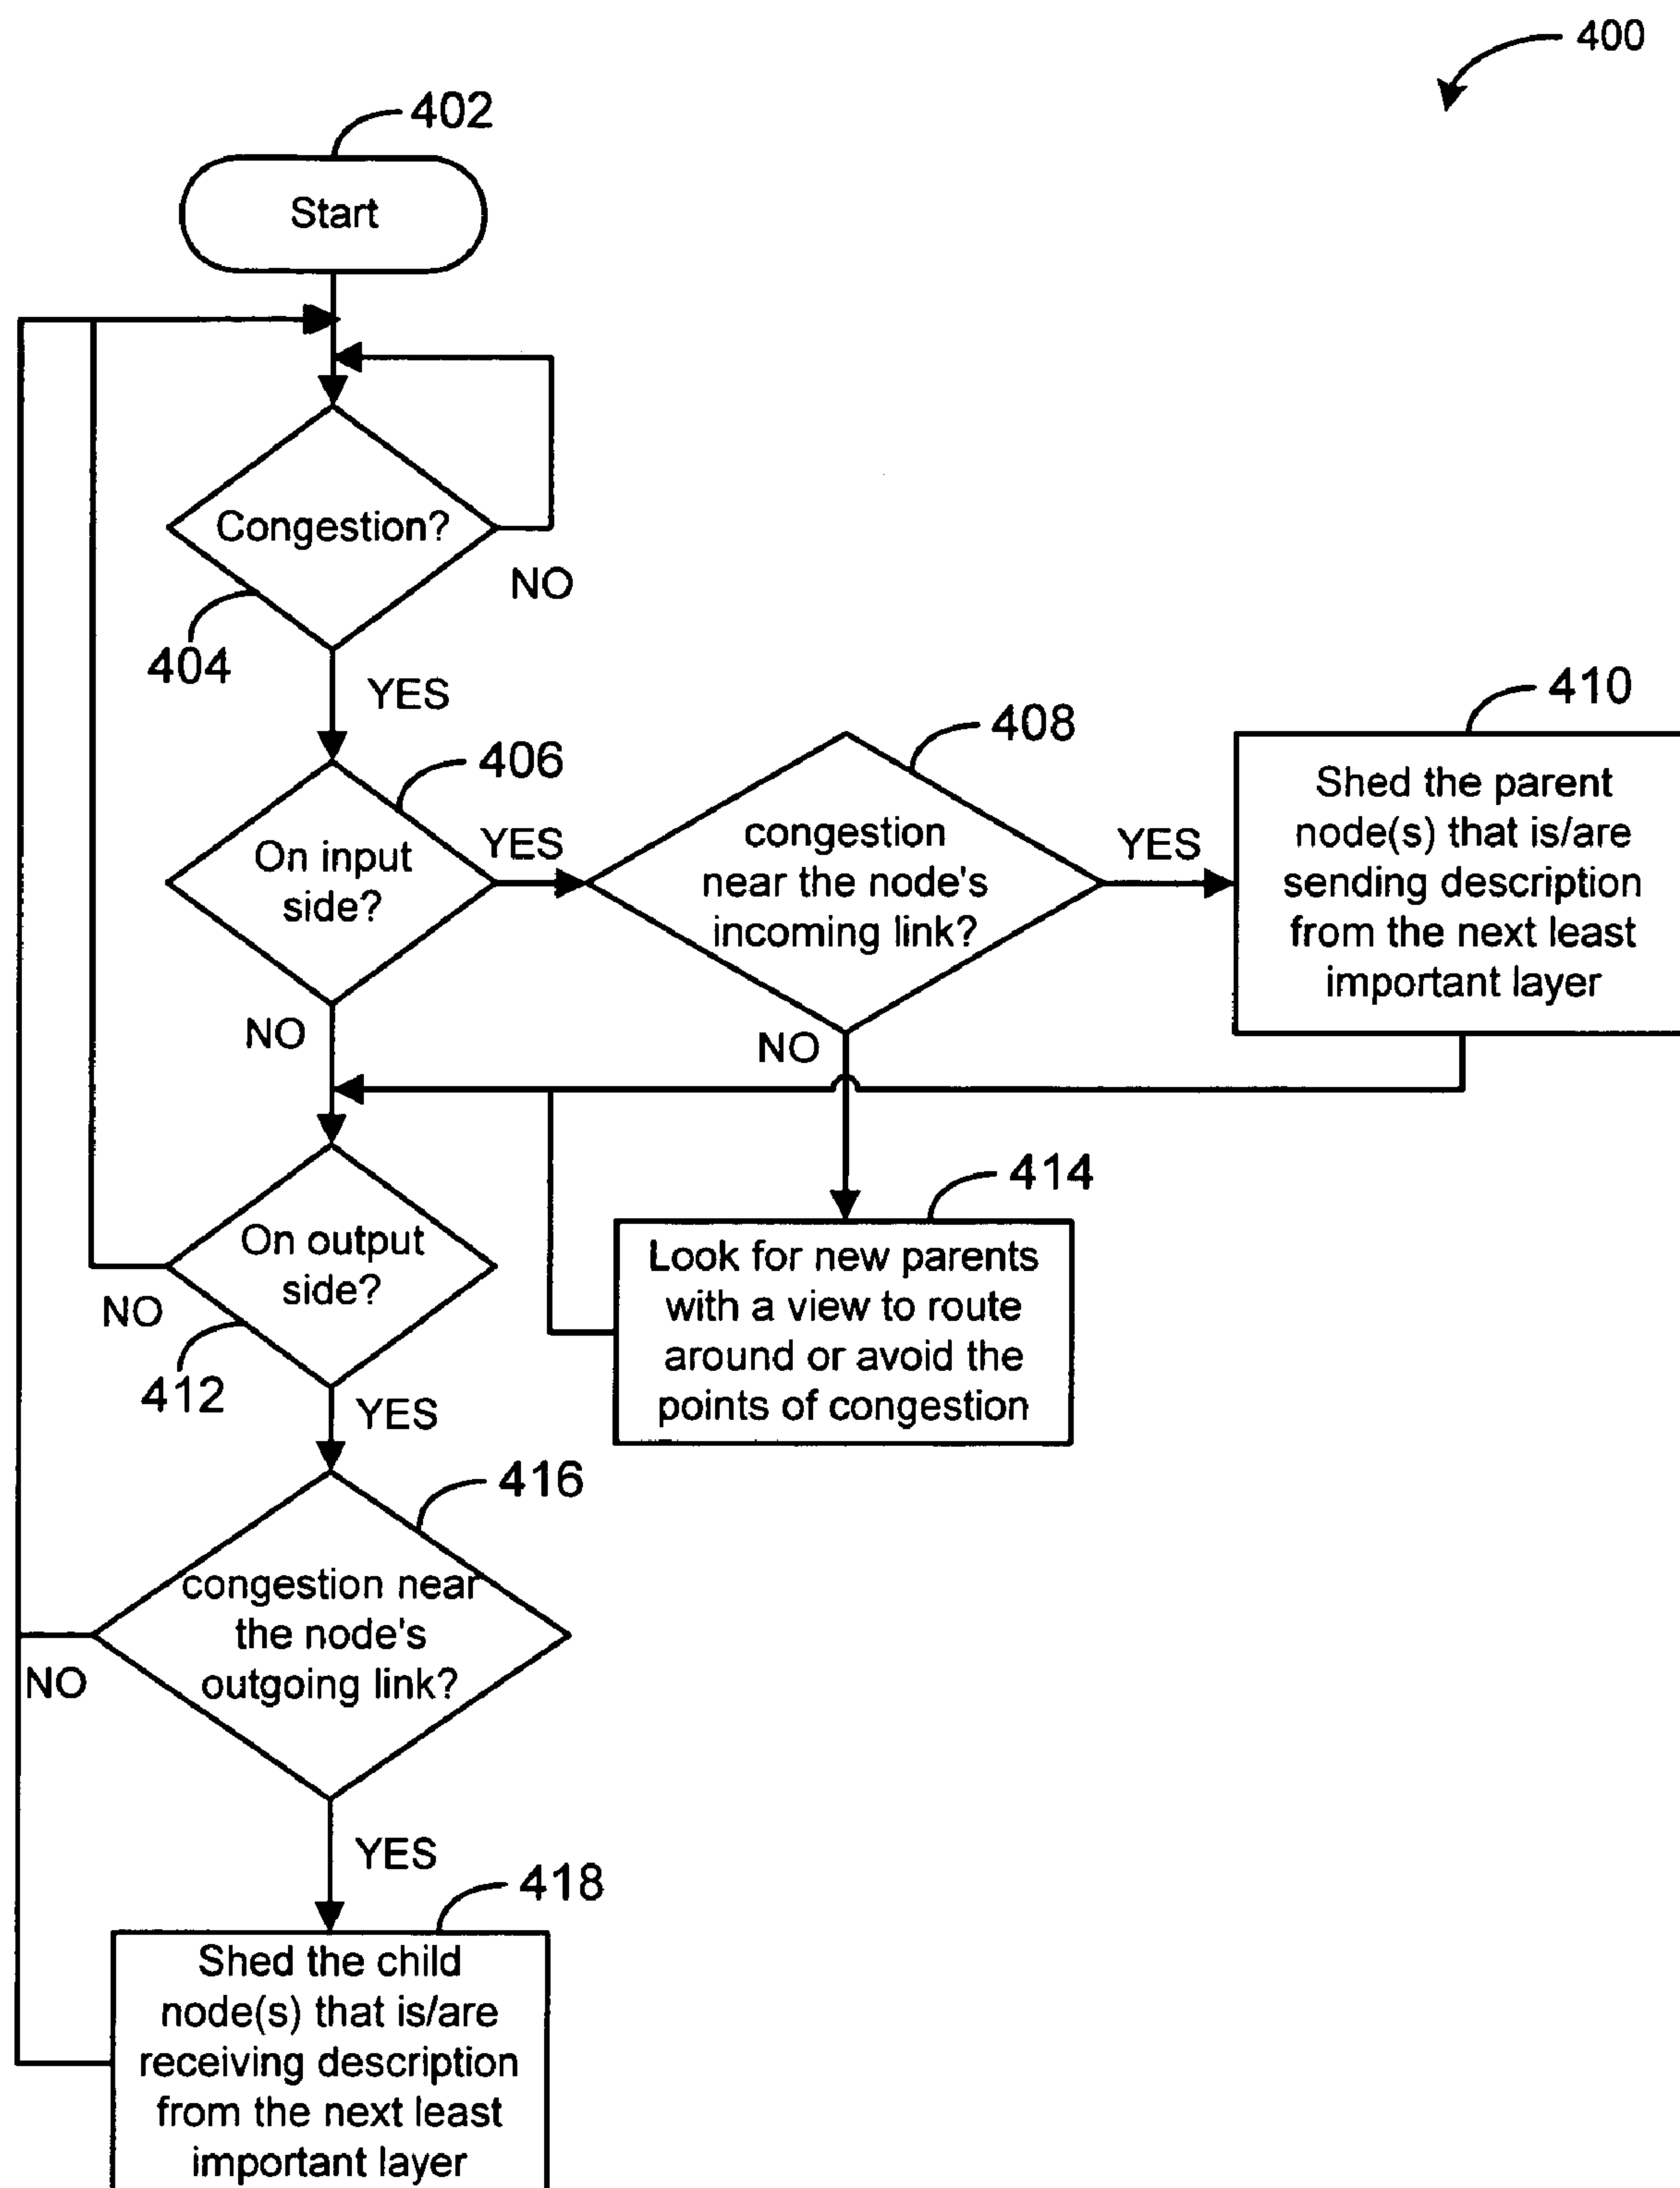 400
402
Start
Congestion?
NO
404
YES
406
On input
side?
YES
408
congestion
near the node's
incoming link?
YES
410
Shed the parent
node(s) that is/are
sending description
from the next least
important layer
NO
NO
414
Look for new parents
with a view to route
around or avoid the
points of congestion
On output
side?
NO
412
YES
416
congestion near
the node's
outgoing link?
NO
YES
418
Shed the child
node(s) that is/are
receiving description
from the next least
important layer